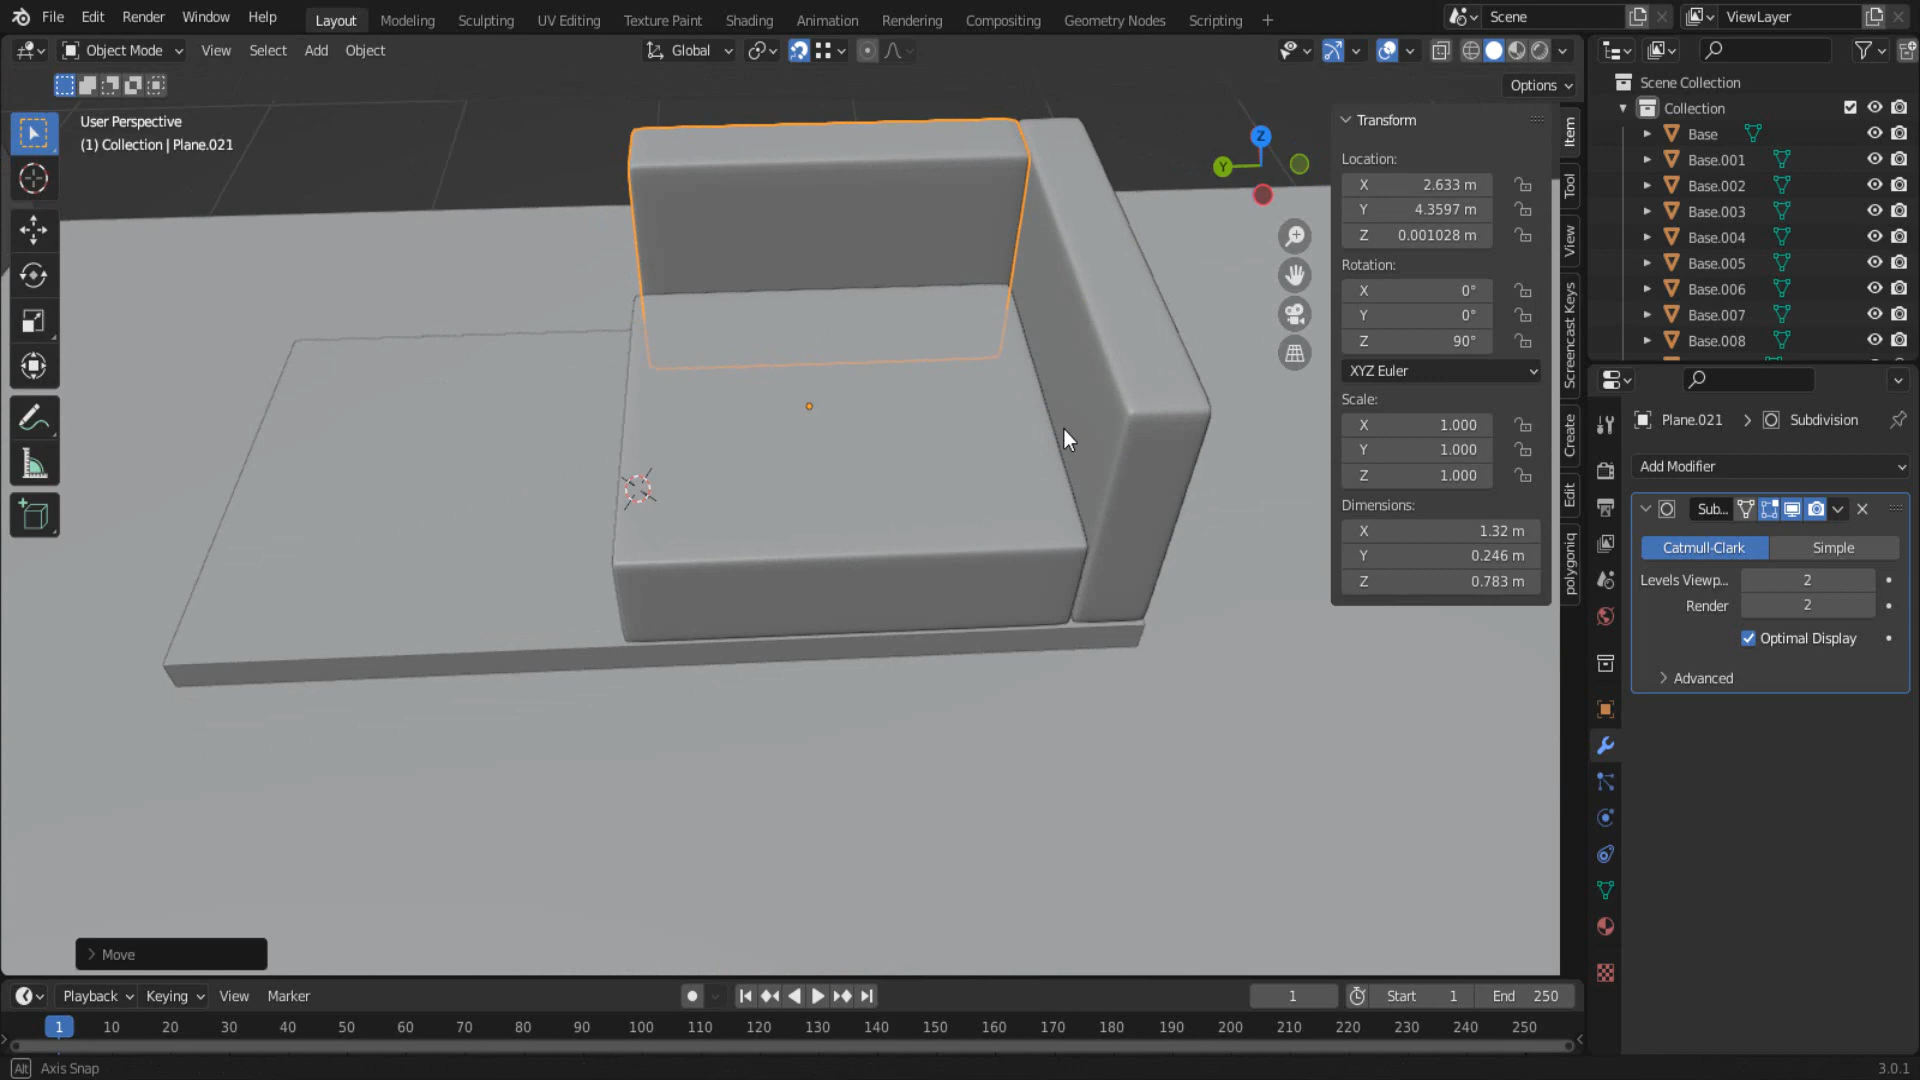 File Edit Render Window Help Layout Modeling Sculpting UV Editing Texture Paint Shading Animation Rendering Compositing Geometry Nodes Scripting + Scene ViewLayer
Object Mode View Select Add Object Global
Options
User Perspective
(1) Collection | Plane.021
Transform
Location:
X 2.633 m
Y 4.3597 m
Z 0.001028 m
Rotation:
X 0°
Y 0°
Z 90°
XYZ Euler
Scale:
X 1.000
Y 1.000
Z 1.000
Dimensions:
X 1.32 m
Y 0.246 m
Z 0.783 m
Item
Tool
View
Screencast Keys
Create
Edit
polygoniq
Z
Y
Scene Collection
Collection
Base
Base.001
Base.002
Base.003
Base.004
Base.005
Base.006
Base.007
Base.008
Plane.021 > Subdivision
Add Modifier
Sub...
Catmull-Clark Simple
Levels Viewp... 2
Render 2
Optimal Display
Advanced
Move
Playback Keying View Marker 1 Start 1 End 250
1 10 20 30 40 50 60 70 80 90 100 110 120 130 140 150 160 170 180 190 200 210 220 230 240 250
Alt Axis Snap 3.0.1